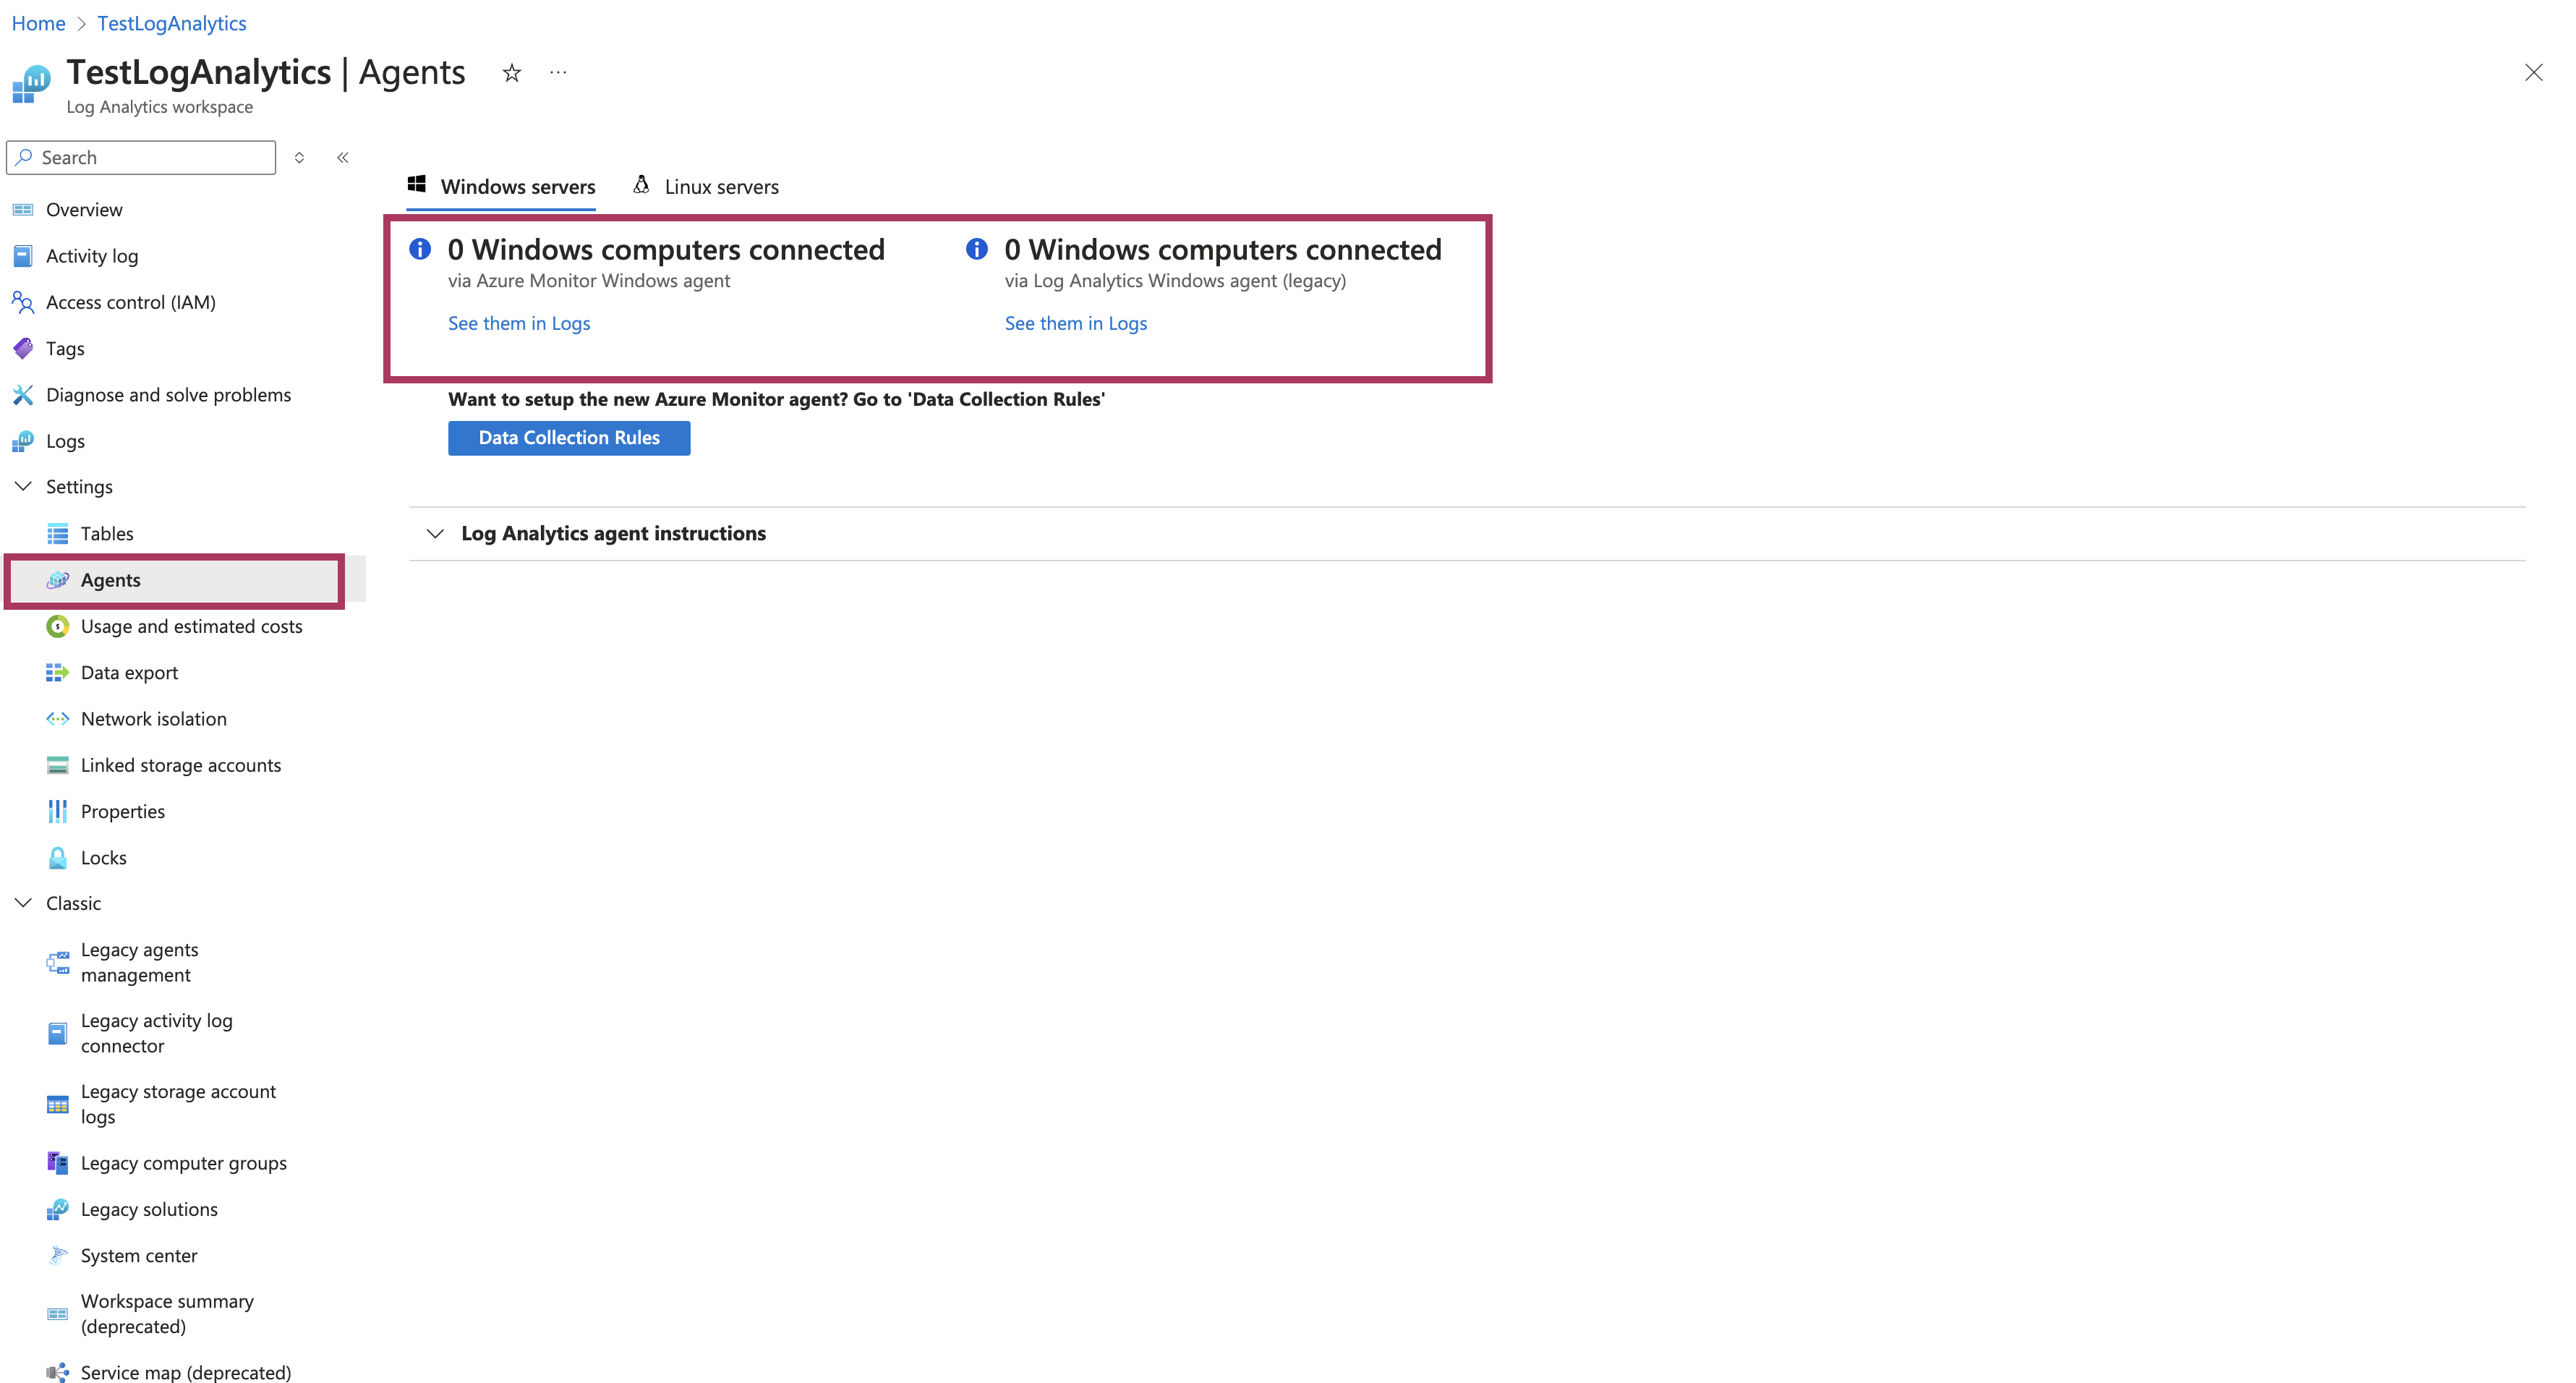 Home > TestLogAnalytics
TestLogAnalytics | Agents
Log Analytics workspace
Search
Overview
Activity log
Access control (IAM)
Tags
Diagnose and solve problems
Logs
Settings
Tables
Agents
Usage and estimated costs
Data export
Network isolation
Linked storage accounts
Properties
Locks
Classic
Legacy agents
management
Legacy activity log
connector
Legacy storage account
logs
Legacy computer groups
Legacy solutions
System center
Workspace summary
(deprecated)
Service map (deprecated)
Windows servers
Linux servers
0 Windows computers connected
via Azure Monitor Windows agent
See them in Logs
0 Windows computers connected
via Log Analytics Windows agent (legacy)
See them in Logs
Want to setup the new Azure Monitor agent? Go to 'Data Collection Rules'
Data Collection Rules
Log Analytics agent instructions